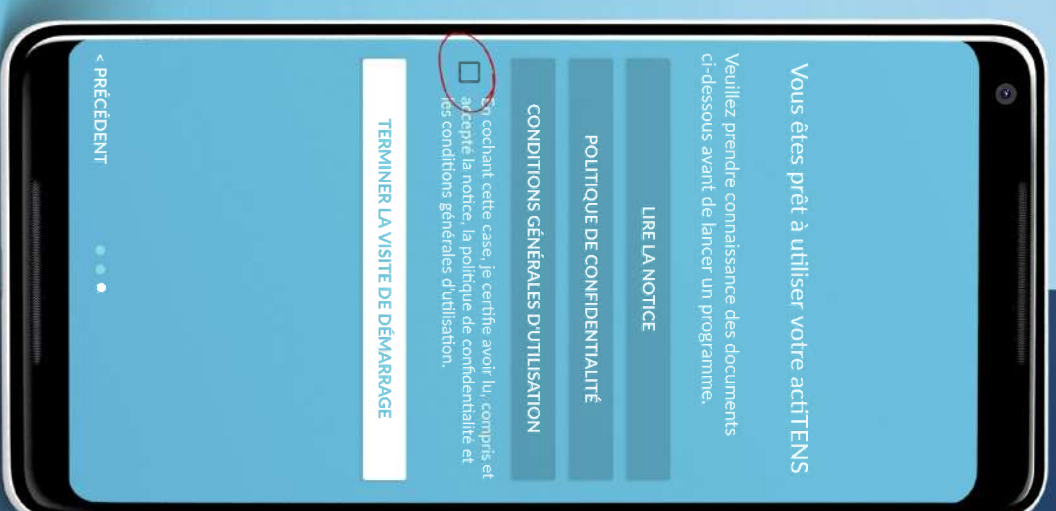 Vous êtes prêt à utiliser votre actiTENS
Veuillez prendre connaissance des documents
ci-dessous avant de lancer un programme.
LIRE LA NOTICE
POLITIQUE DE CONFIDENTIALITÉ
CONDITIONS GÉNÉRALES D'UTILISATION
En cochant cette case, je certifie avoir lu, compris et
accepté la notice, la politique de confidentialité et
les conditions générales d'utilisation.
TERMINER LA VISITE DE DÉMARRAGE
< PRÉCÉDENT